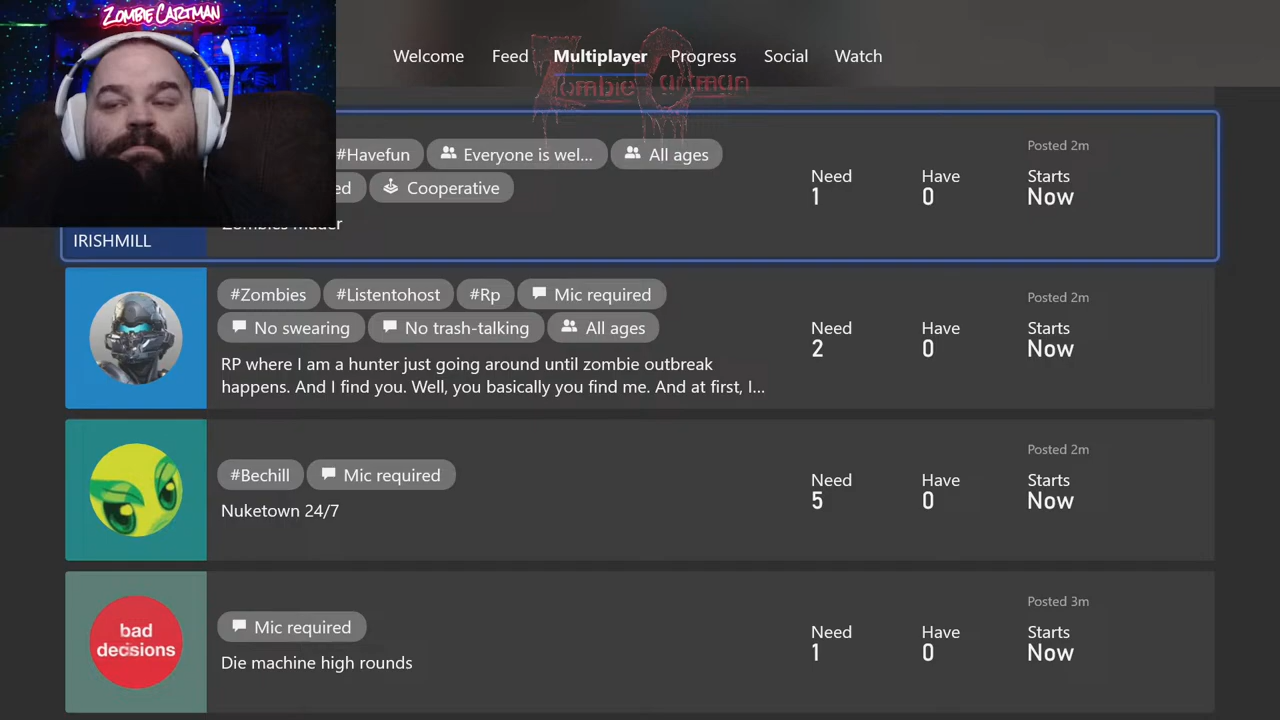 ZOMBIE CARTMAN
Welcome Feed Multiplayer Progress Social Watch
Zombie Cartman
#Havefun Everyone is wel... All ages
ed Cooperative
Zombies Mauer
IRISHMILL
Posted 2m
Need 1 Have 0 Starts Now
#Zombies #Listentohost #Rp Mic required
No swearing No trash-talking All ages
RP where I am a hunter just going around until zombie outbreak
happens. And I find you. Well, you basically you find me. And at first, I...
Posted 2m
Need 2 Have 0 Starts Now
#Bechill Mic required
Nuketown 24/7
Posted 2m
Need 5 Have 0 Starts Now
bad
decisions
Mic required
Die machine high rounds
Posted 3m
Need 1 Have 0 Starts Now